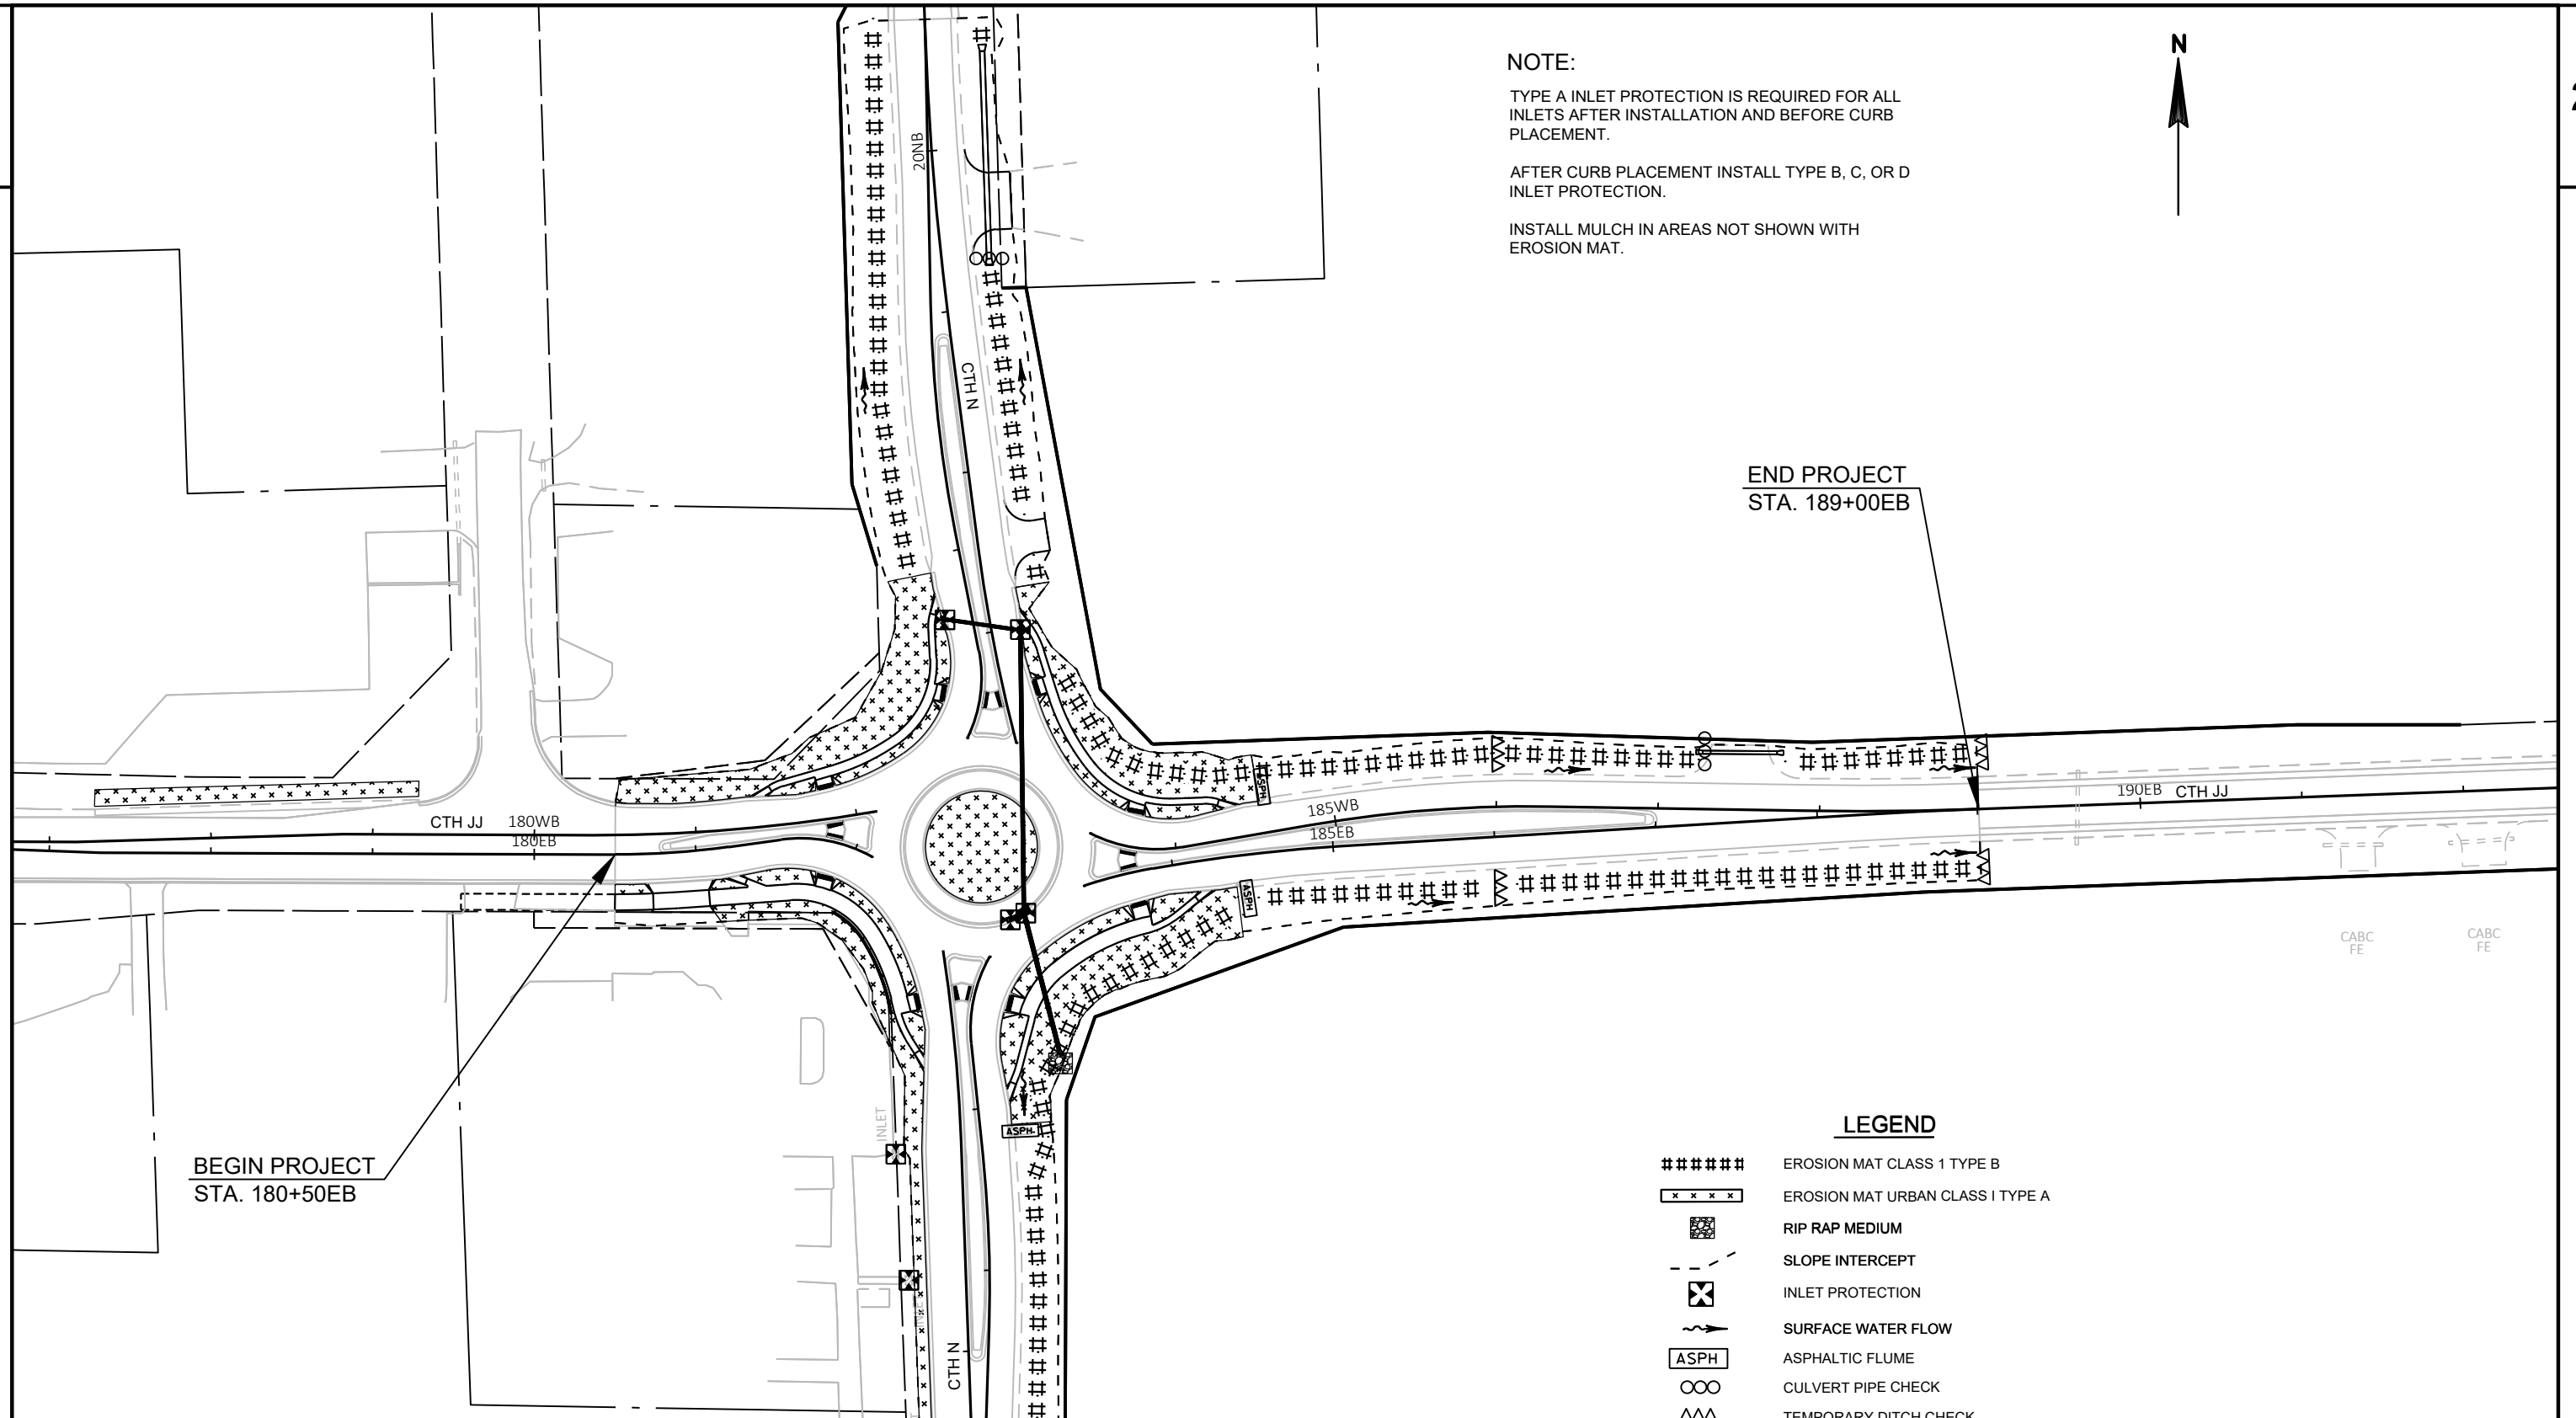 N
NOTE:
TYPE A INLET PROTECTION IS REQUIRED FOR ALL
INLETS AFTER INSTALLATION AND BEFORE CURB
PLACEMENT.
AFTER CURB PLACEMENT INSTALL TYPE B, C, OR D
INLET PROTECTION.
INSTALL MULCH IN AREAS NOT SHOWN WITH
EROSION MAT.
20NB
CTH N
END PROJECT
STA. 189+00EB
ASPH.
190EB CTH JJ
185WB
185EB
CTH JJ 180WB
180EB
ASPH.
CABC
FE
CABC
FE
INLET
ASPH.
BEGIN PROJECT
STA. 180+50EB
CTH N
LEGEND
EROSION MAT CLASS 1 TYPE B
EROSION MAT URBAN CLASS I TYPE A
RIP RAP MEDIUM
SLOPE INTERCEPT
INLET PROTECTION
SURFACE WATER FLOW
ASPH ASPHALTIC FLUME
CULVERT PIPE CHECK
TEMPORARY DITCH CHECK